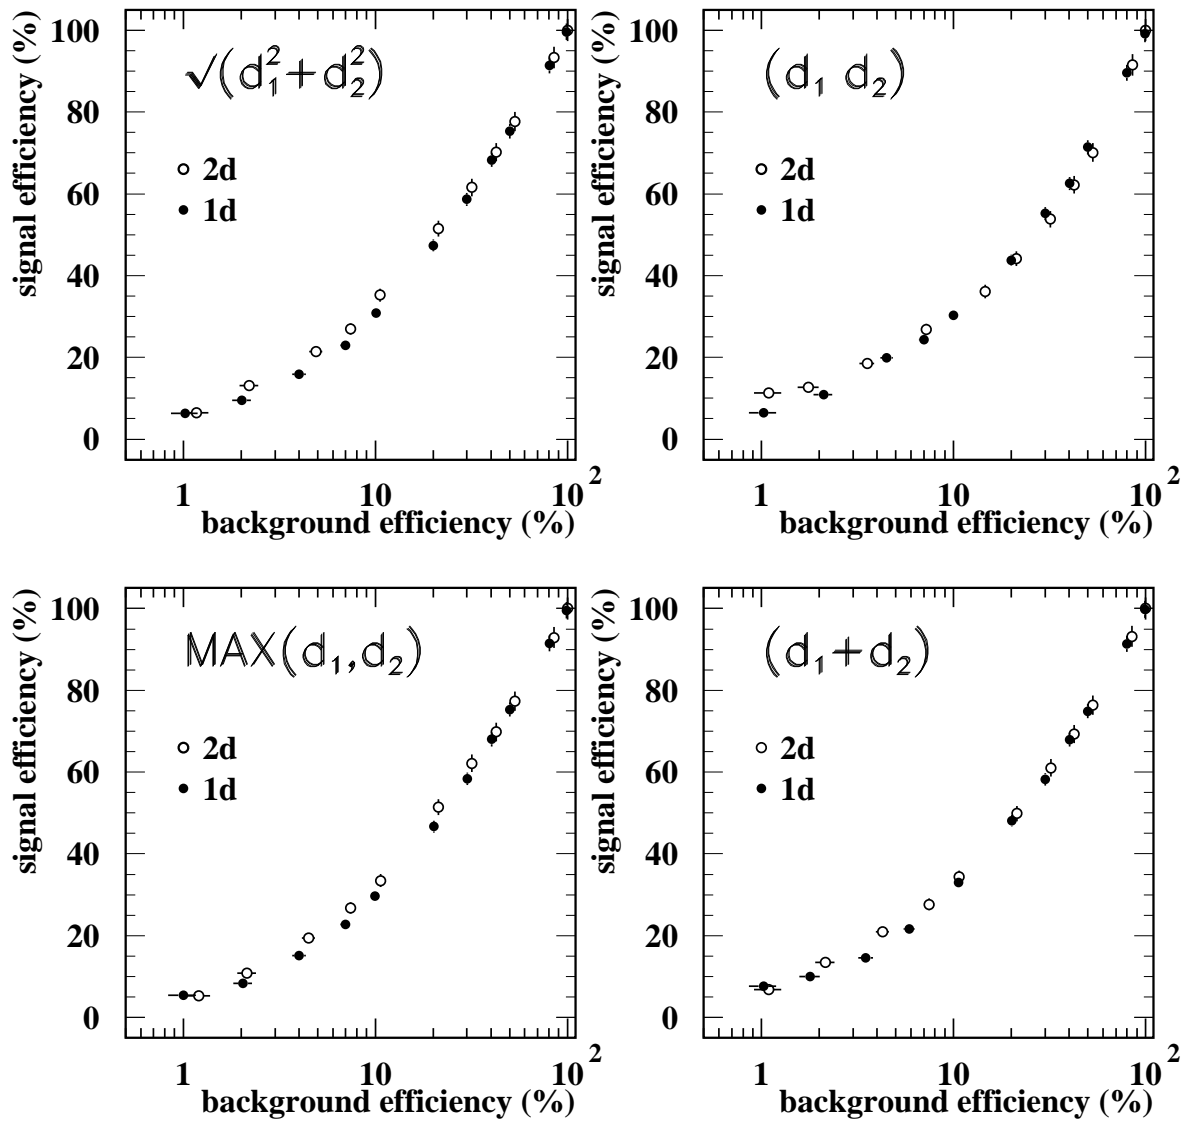 signal efficiency (%)
100
80
60
40
20
0
√(d₁²+d₂²)
2d
1d
1
10
10²
background efficiency (%)
signal efficiency (%)
100
80
60
40
20
0
(d₁ d₂)
2d
1d
1
10
10²
background efficiency (%)
signal efficiency (%)
100
80
60
40
20
0
MAX(d₁,d₂)
2d
1d
1
10
10²
background efficiency (%)
signal efficiency (%)
100
80
60
40
20
0
(d₁+d₂)
2d
1d
1
10
10²
background efficiency (%)